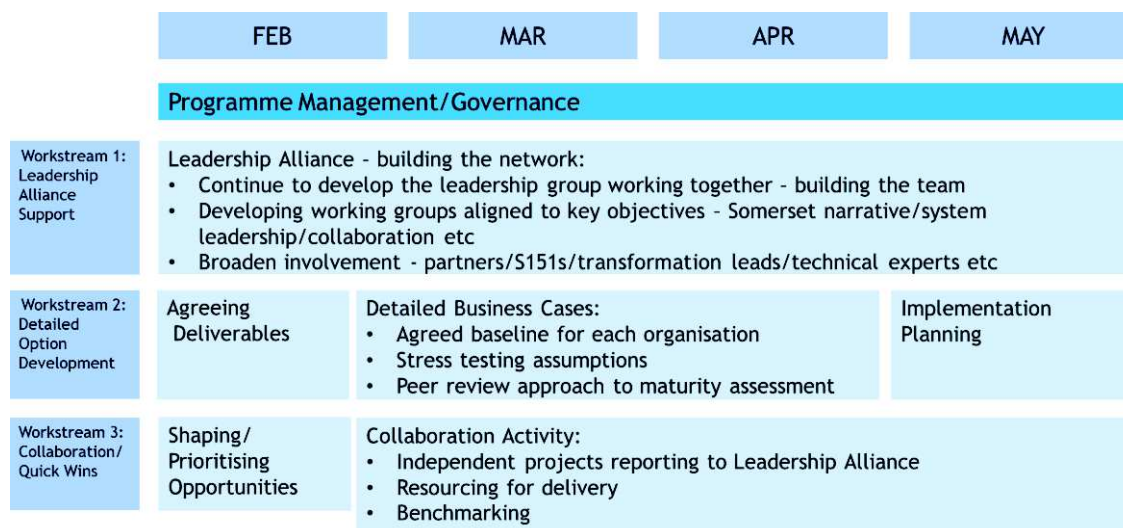 FEB
MAR
APR
MAY
Programme Management/Governance
Workstream 1:
Leadership
Alliance
Support
Leadership Alliance - building the network:
• Continue to develop the leadership group working together - building the team
• Developing working groups aligned to key objectives - Somerset narrative/system
leadership/collaboration etc
• Broaden involvement - partners/S151s/transformation leads/technical experts etc
Workstream 2:
Detailed
Option
Development
Agreeing
Deliverables
Detailed Business Cases:
• Agreed baseline for each organisation
• Stress testing assumptions
• Peer review approach to maturity assessment
Implementation
Planning
Workstream 3:
Collaboration/
Quick Wins
Shaping/
Prioritising
Opportunities
Collaboration Activity:
• Independent projects reporting to Leadership Alliance
• Resourcing for delivery
• Benchmarking